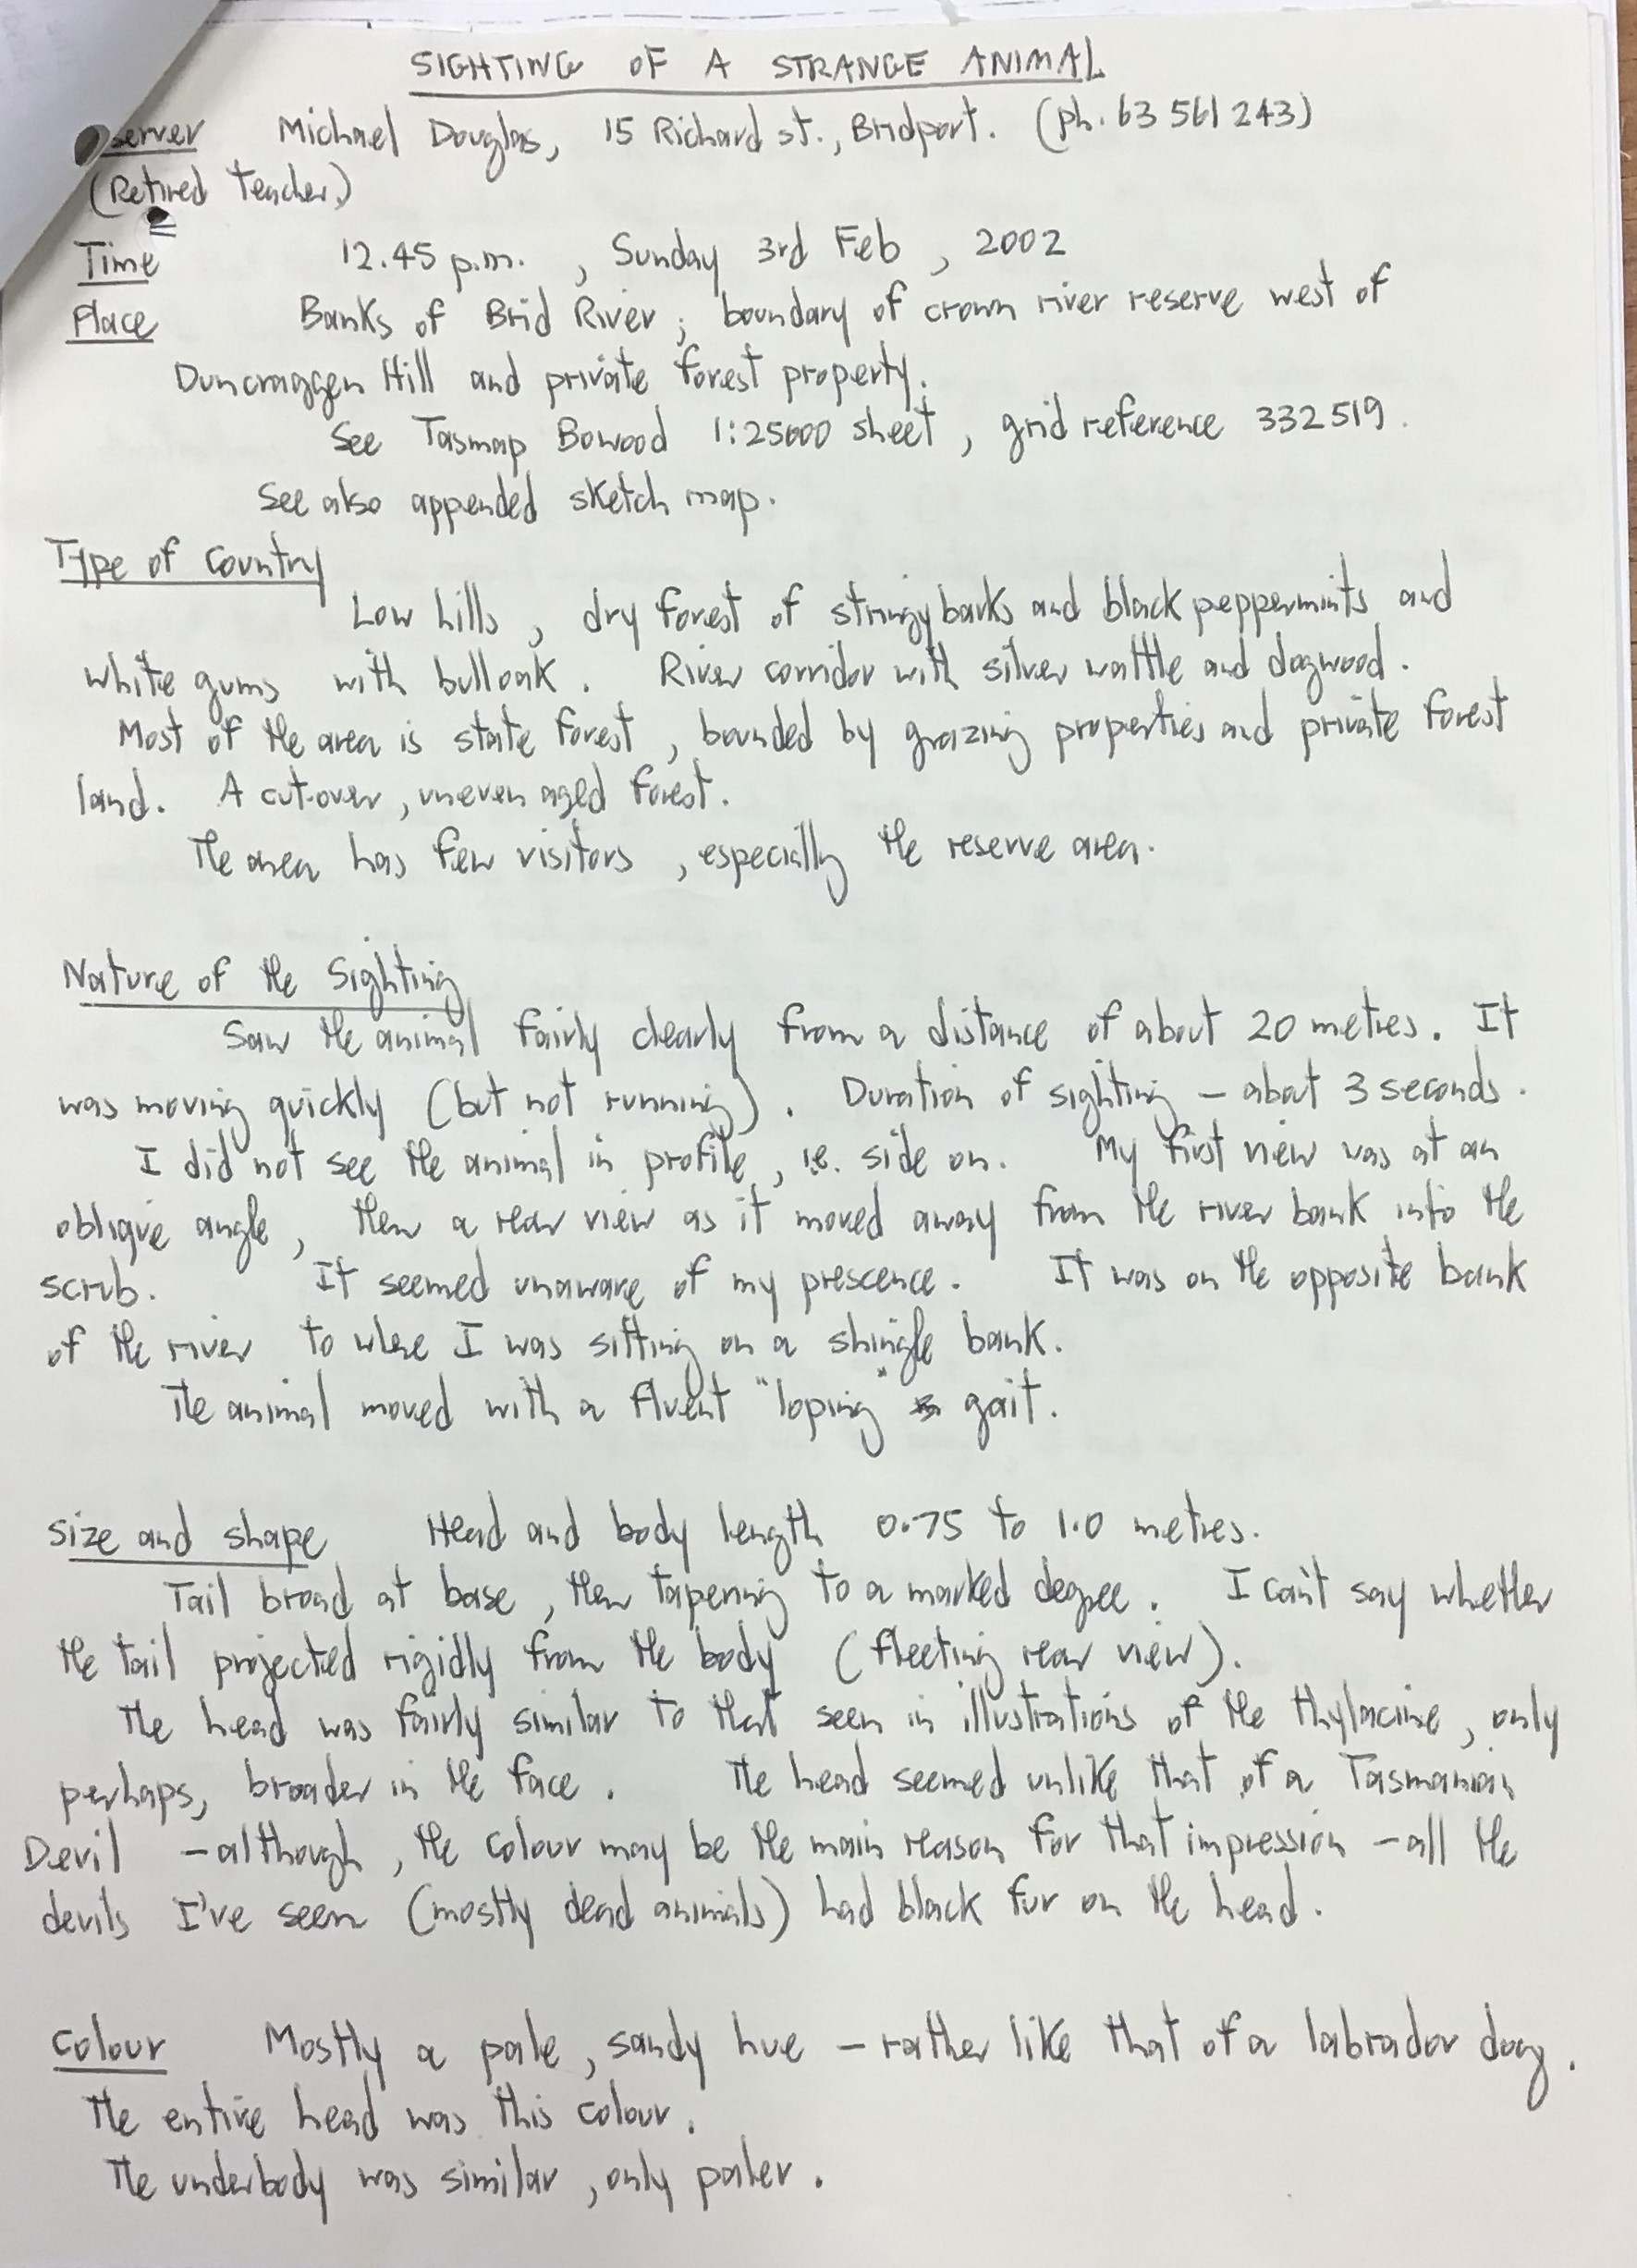 SIGHTING OF A STRANGE ANIMAL
server Michael Douglas, 15 Richard st., Bridport. (ph. 63 561 243)
(Retired Teacher)
Time 12.45 p.m. , Sunday 3rd Feb , 2002
Place Banks of Brid River ; boundary of crown river reserve west of
Duncraggen Hill and private forest property.
See Tasmap Bowood 1:25000 sheet , grid reference 332519.
See also appended sketch map.
Type of Country
Low hills , dry forest of stringybarks and black peppermints and
white gums with bulloak. River corridor with silver wattle and dogwood.
Most of the area is state forest , bounded by grazing properties and private forest
land. A cut-over, uneven aged forest.
The area has few visitors , especially the reserve area.
Nature of the Sighting
Saw the animal fairly clearly from a distance of about 20 metres. It
was moving quickly (but not running). Duration of sighting – about 3 seconds.
I did not see the animal in profile , i.e. side on. My first view was at an
oblique angle , then a rear view as it moved away from the river bank into the
scrub. It seemed unaware of my prescence. It was on the opposite bank
of the river to where I was sitting on a shingle bank.
The animal moved with a fluent "loping" gait.
Size and shape Head and body length 0.75 to 1.0 metres.
Tail broad at base , then tapering to a marked degree. I can't say whether
the tail projected rigidly from the body (fleeting rear view).
The head was fairly similar to that seen in illustrations of the thylacine , only
perhaps, broader in the face. The head seemed unlike that of a Tasmanian
Devil – although , the colour may be the main reason for that impression – all the
devils I've seen (mostly dead animals) had black fur on the head.
Colour Mostly a pale , sandy hue – rather like that of a labrador dog.
The entire head was this colour.
The underbody was similar , only paler.